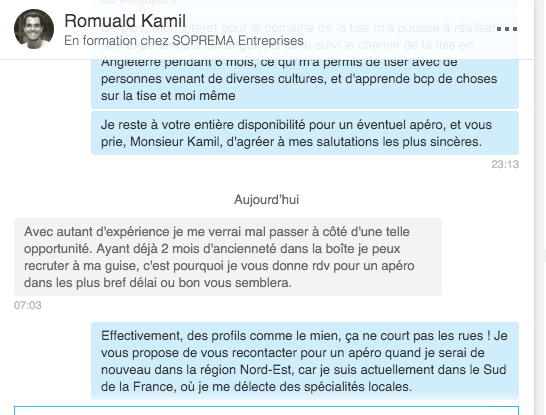 Romuald Kamil
En formation chez SOPREMA Entreprises
De plus, mon interet pour le domaine de la tise m'a poussé à réaliser
suivi le chemin de la tise en
Angleterre pendant 6 mois, ce qui m'a permis de tiser avec de
personnes venant de diverses cultures, et d'apprende bcp de choses
sur la tise et moi même
Je reste à votre entière disponibilité pour un éventuel apéro, et vous
prie, Monsieur Kamil, d'agréer à mes salutations les plus sincères.
23:13
Aujourd'hui
Avec autant d'expérience je me verrai mal passer à côté d'une telle
opportunité. Ayant déjà 2 mois d'ancienneté dans la boîte je peux
recruter à ma guise, c'est pourquoi je vous donne rdv pour un apéro
dans les plus bref délai ou bon vous semblera.
07:03
Effectivement, des profils comme le mien, ça ne court pas les rues ! Je
vous propose de vous recontacter pour un apéro quand je serai de
nouveau dans la région Nord-Est, car je suis actuellement dans le Sud
de la France, où je me délecte des spécialités locales.